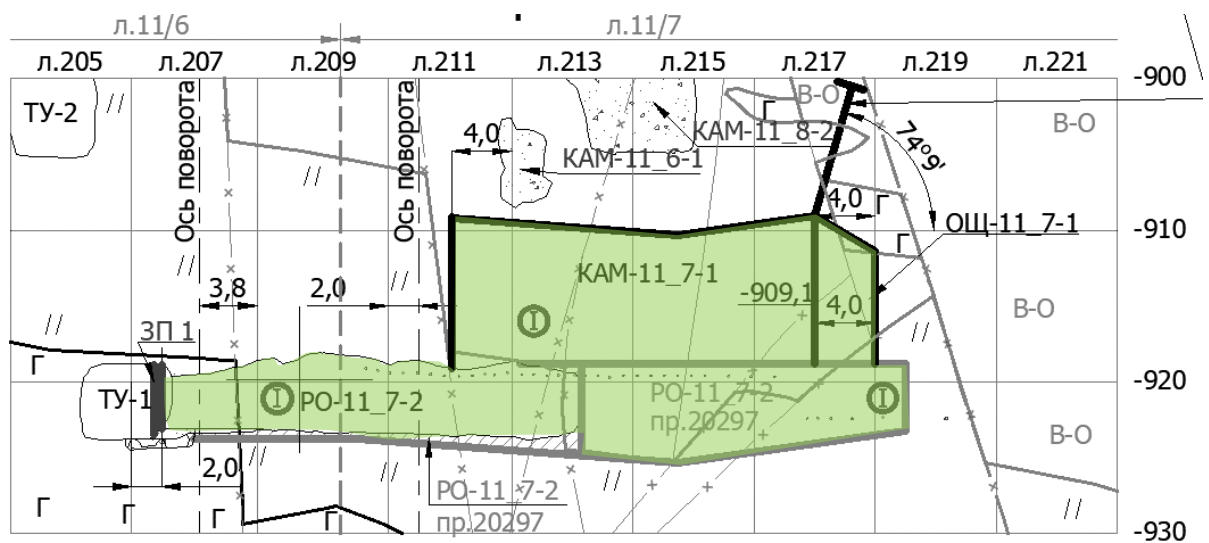 л.11/6 л.11/7
л.205 л.207 л.209 л.211 л.213 л.215 л.217 л.219 л.221
-900
ТУ-2
В-О
Г
В-О
КАМ-11_8-2
4,0
КАМ-11_6-1
74°9'
Ось поворота
Ось поворота
4,0
Г
-910
ОЩ-11_7-1
Г
КАМ-11_7-1
3,8
2,0
-909,1
4,0
В-О
I
ЗП 1
Г
-920
ТУ-1
I
РО-11_7-2
РО-11_7-2
пр.20297
I
В-О
2,0
РО-11_7-2
пр.20297
Г
Г
Г
Г
-930